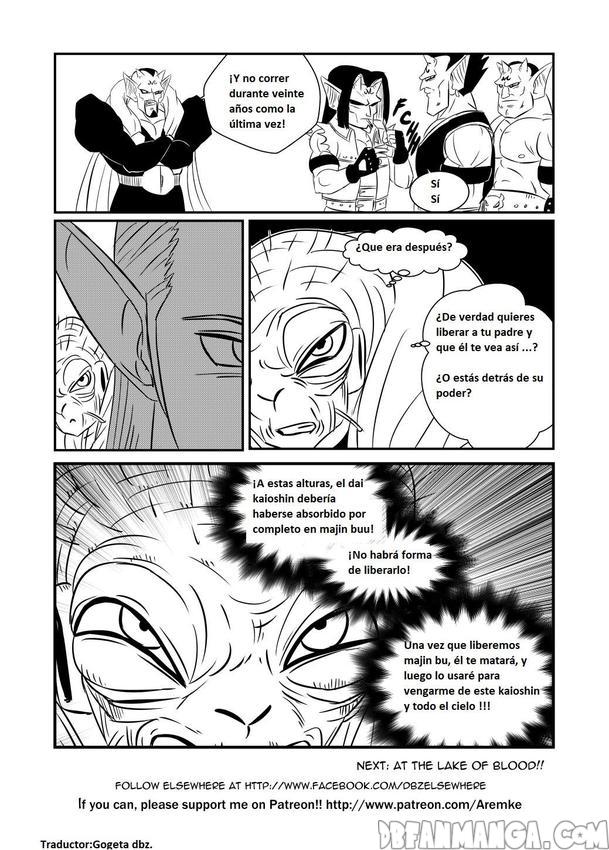 ¡Y no correr
durante veinte
años como la
última vez!
FCHH
Sí
Sí
¿Que era después?
¿De verdad quieres
liberar a tu padre y
que él te vea así ...?
¿O estás detrás de su
poder?
¡A estas alturas, el dai
kaioshin debería
haberse absorbido por
completo en majin buu!
¡No habrá forma
de liberarlo!
Una vez que liberemos
majin bu, él te matará, y
luego lo usaré para
vengarme de este kaioshin
y todo el cielo !!!
NEXT: AT THE LAKE OF BLOOD!!
FOLLOW ELSEWHERE AT HTTP://WWW.FACEBOOK.COM/DBZELSEWHERE
If you can, please support me on Patreon!! http://www.patreon.com/Aremke
DBFANMANGA.COM
Traductor:Gogeta dbz.